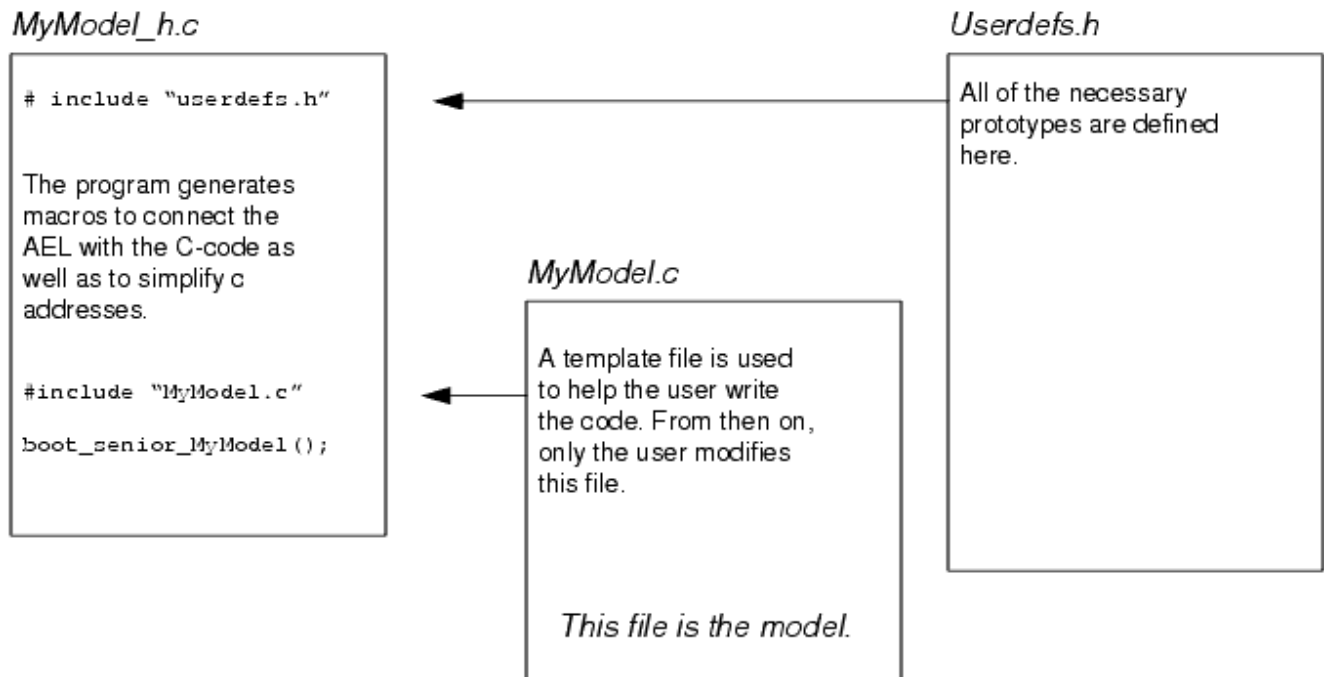 MyModel_h.c
# include “userdefs.h”
The program generates
macros to connect the
AEL with the C-code as
well as to simplify c
addresses.
#include “MyModel.c”
boot_senior_MyModel();
MyModel.c
A template file is used
to help the user write
the code. From then on,
only the user modifies
this file.
This file is the model.
Userdefs.h
All of the necessary
prototypes are defined
here.